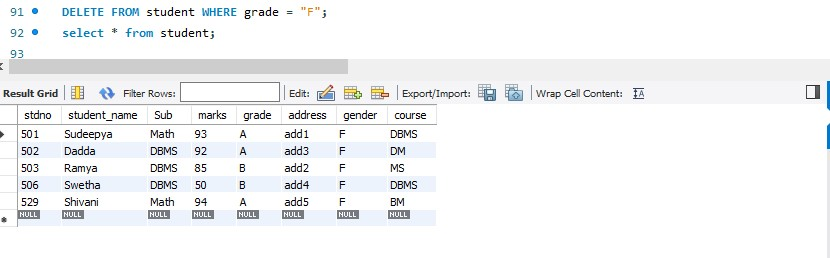 91 DELETE FROM student WHERE grade = "F";
92 select * from student;
93
Result Grid Filter Rows: Edit: Export/Import: Wrap Cell Content: IA
stdno student_name Sub marks grade address gender course
501 Sudeepya Math 93 A add1 F DBMS
502 Dadda DBMS 92 A add3 F DM
503 Ramya DBMS 85 B add2 F MS
506 Swetha DBMS 50 B add4 F DBMS
529 Shivani Math 94 A add5 F BM
NULL NULL NULL NULL NULL NULL NULL NULL